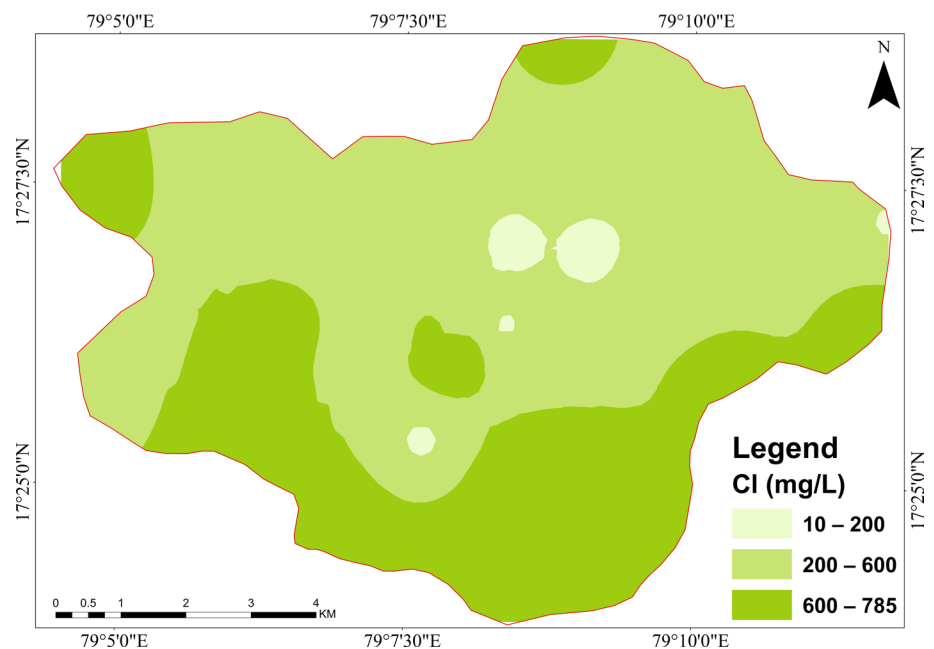 79°5'0"E 79°7'30"E 79°10'0"E
N
17°27'30"N
17°27'30"N
17°25'0"N
17°25'0"N
Legend
Cl (mg/L)
10 – 200
200 – 600
600 – 785
0 0.5 1 2 3 4
KM
79°5'0"E 79°7'30"E 79°10'0"E